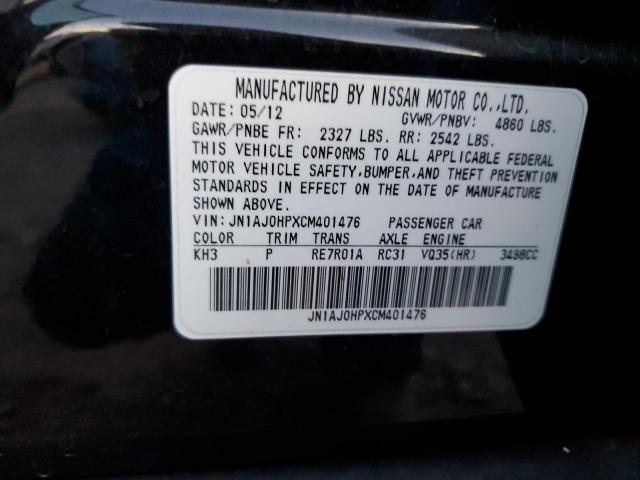 MANUFACTURED BY NISSAN MOTOR CO.,LTD.
DATE: 05/12 GVWR/PNBV: 4860 LBS.
GAWR/PNBE FR: 2327 LBS. RR: 2542 LBS.
THIS VEHICLE CONFORMS TO ALL APPLICABLE FEDERAL
MOTOR VEHICLE SAFETY,BUMPER,AND THEFT PREVENTION
STANDARDS IN EFFECT ON THE DATE OF MANUFACTURE
SHOWN ABOVE.
VIN: JN1AJ0HPXCM401476 PASSENGER CAR
COLOR TRIM TRANS AXLE ENGINE
KH3 P RE7R01A RC31 VQ35(HR) 3498CC
JN1AJ0HPXCM401476